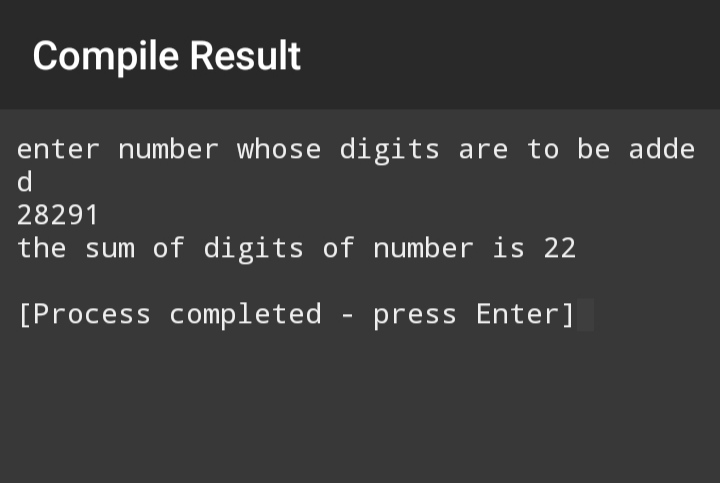 Compile Result
enter number whose digits are to be adde
d
28291
the sum of digits of number is 22
[Process completed - press Enter]